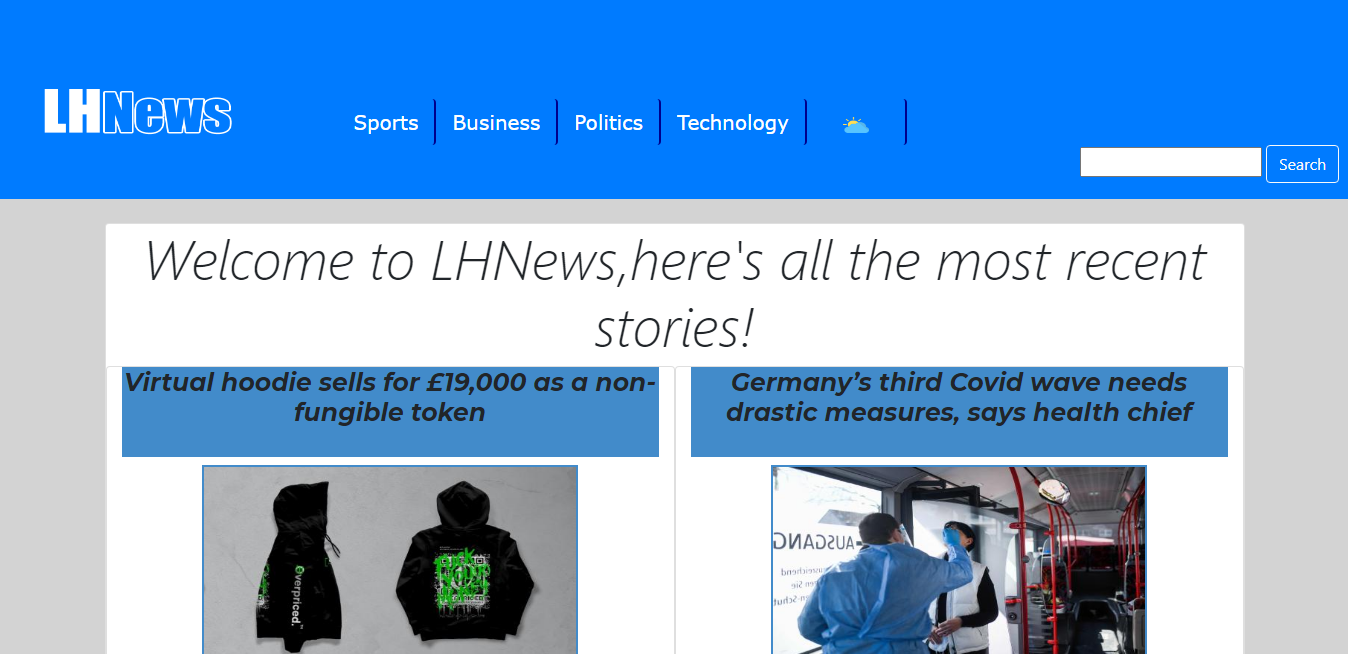 LHNews
Sports
Business
Politics
Technology
Search
Welcome to LHNews,here's all the most recent
stories!
Virtual hoodie sells for £19,000 as a non-
fungible token
Germany’s third Covid wave needs
drastic measures, says health chief
Overpriced.
AUSGANG